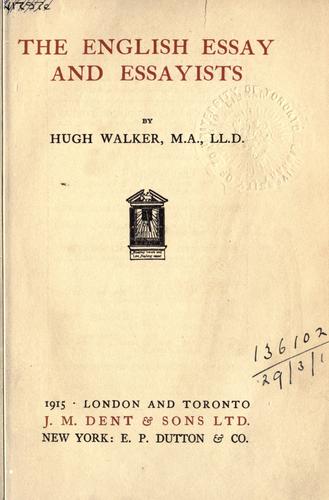 THE ENGLISH ESSAY
AND ESSAYISTS
BY
HUGH WALKER, M.A., LL.D.
1915 · LONDON AND TORONTO
J. M. DENT & SONS LTD.
NEW YORK: E. P. DUTTON & CO.
136102
29/3/1